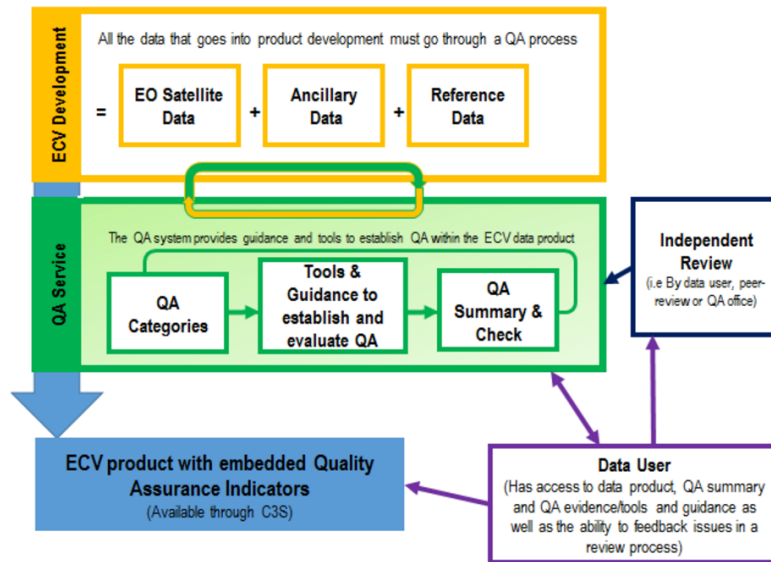 ECV Development
All the data that goes into product development must go through a QA process
=
EO Satellite
Data
+
Ancillary
Data
+
Reference
Data
QA Service
The QA system provides guidance and tools to establish QA within the ECV data product
QA
Categories
Tools &
Guidance to
establish and
evaluate QA
QA
Summary &
Check
Independent
Review
(i.e By data user, peer-
review or QA office)
ECV product with embedded Quality
Assurance Indicators
(Available through C3S)
Data User
(Has access to data product, QA summary
and QA evidence/tools and guidance as
well as the ability to feedback issues in a
review process)